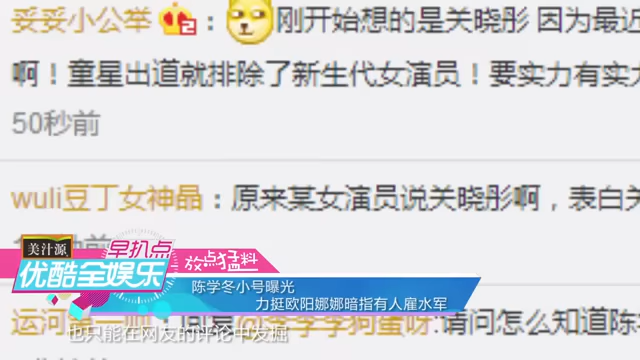 妥妥小公举：刚开始想的是关晓彤 因为最近
啊！童星出道就排除了新生代女演员！要实力有实力
50秒前
wuli豆丁女神晶：原来某女演员说关晓彤啊，表白关
美汁源
早扒点
优酷全娱乐
放点猛料
陈学冬小号曝光
力挺欧阳娜娜暗指有人雇水军
请问怎么知道陈
也只能在网友的评论中发掘